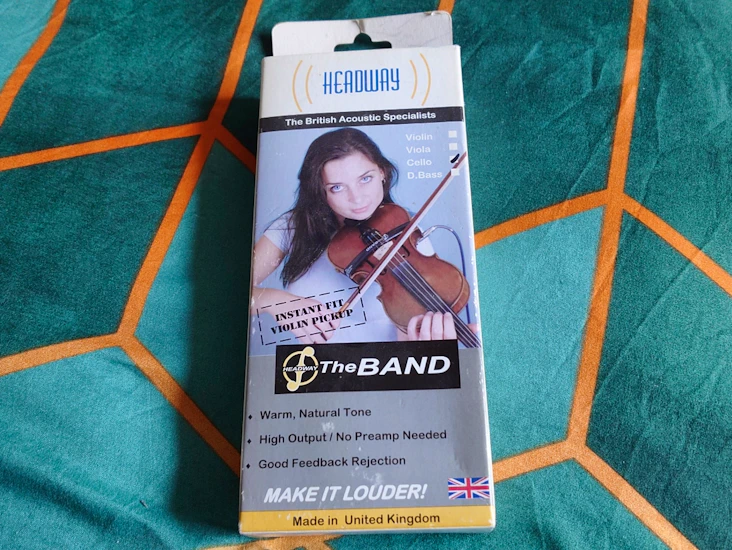 HEADWAY
The British Acoustic Specialists
Violin
Viola
Cello
D.Bass
INSTANT FIT
VIOLIN PICKUP
HEADWAY
The BAND
Warm, Natural Tone
High Output / No Preamp Needed
Good Feedback Rejection
MAKE IT LOUDER!
Made in United Kingdom